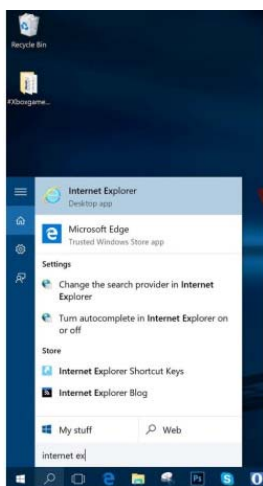 Recycle Bin
#Xboxgame...
Internet Explorer
Desktop app
Microsoft Edge
Trusted Windows Store app
Settings
Change the search provider in Internet
Explorer
Turn autocomplete in Internet Explorer on
or off
Store
Internet Explorer Shortcut Keys
Internet Explorer Blog
My stuff
Web
internet ex